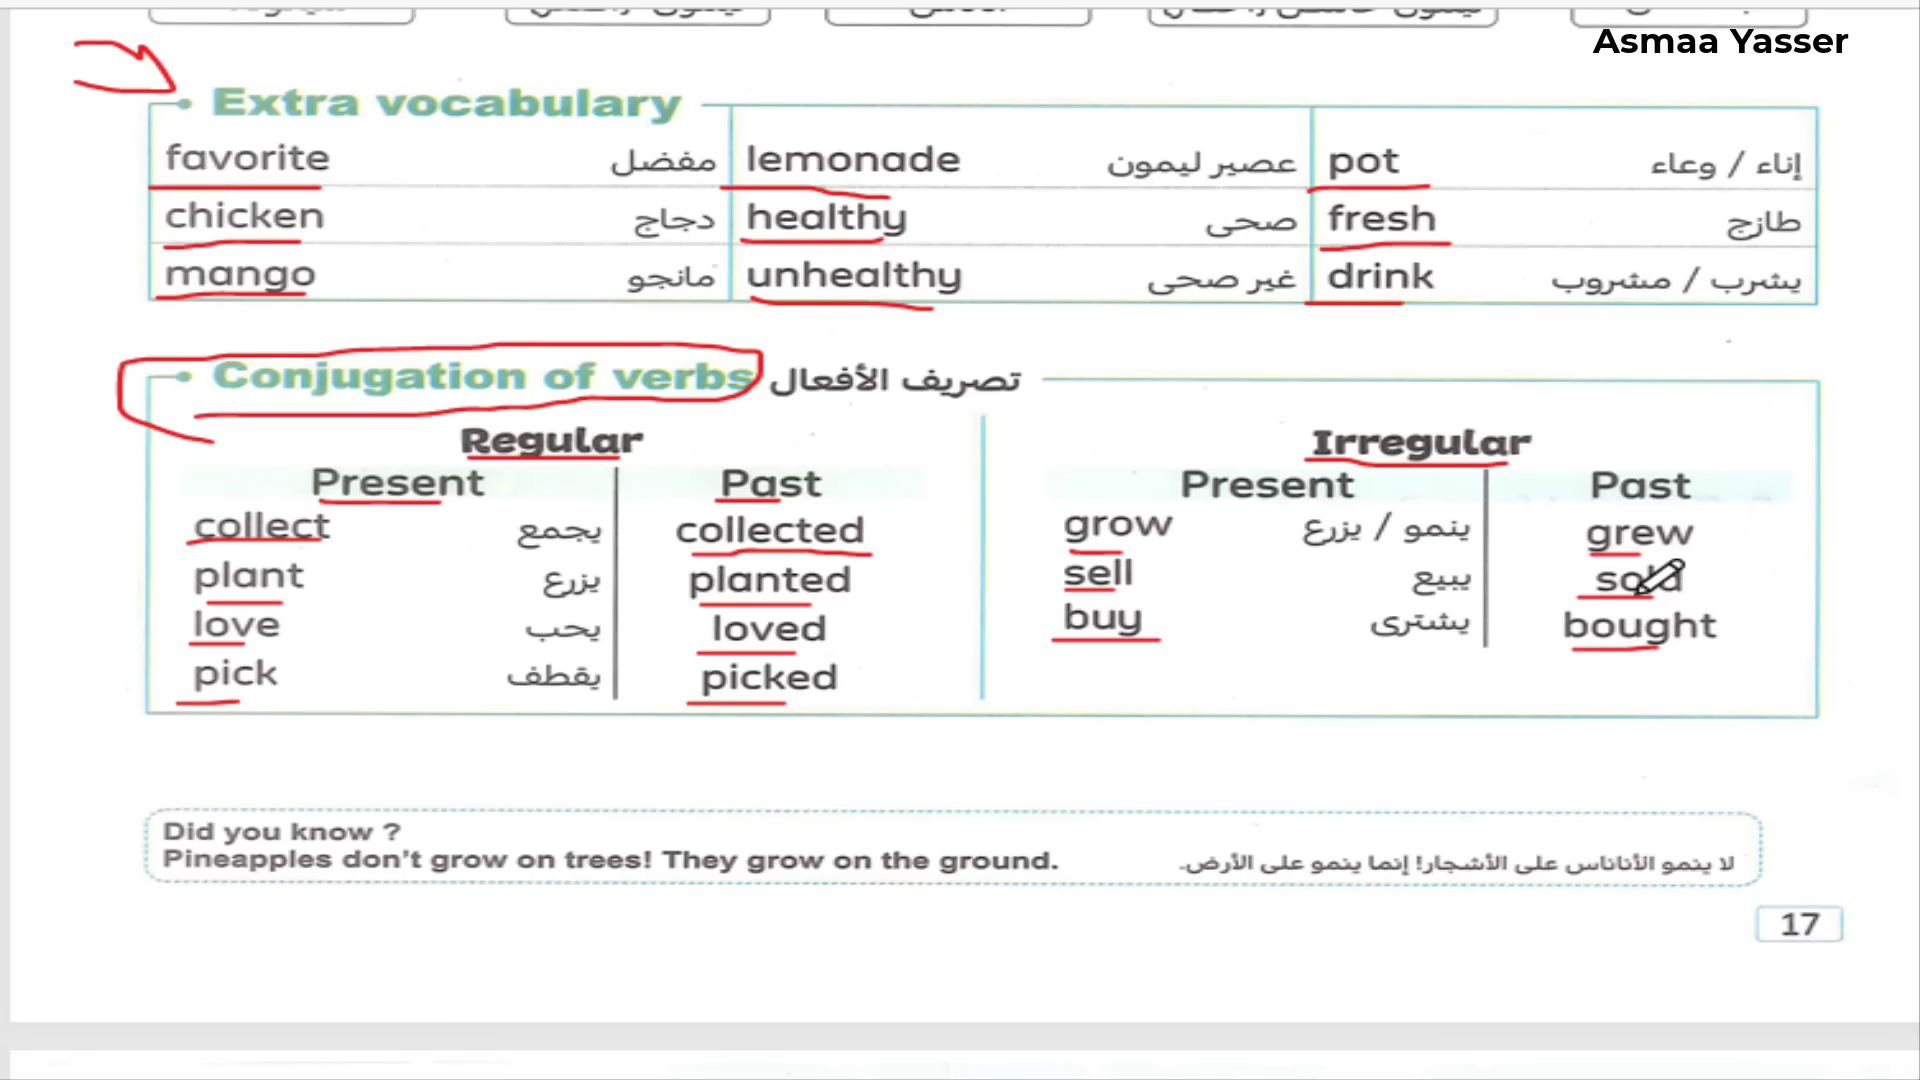 Asmaa Yasser
Extra vocabulary
favorite مفضل lemonade عصير ليمون pot إناء / وعاء
chicken دجاج healthy صحى fresh طازج
mango مانجو unhealthy غير صحى drink يشرب / مشروب
Conjugation of verbs تصريف الأفعال
Regular Irregular
Present Past Present Past
collect يجمع collected grow ينمو / يزرع grew
plant يزرع planted sell يبيع sold
love يحب loved buy يشترى bought
pick يقطف picked
Did you know ?
Pineapples don't grow on trees! They grow on the ground. لا ينمو الأناناس على الأشجار! إنما ينمو على الأرض.
17